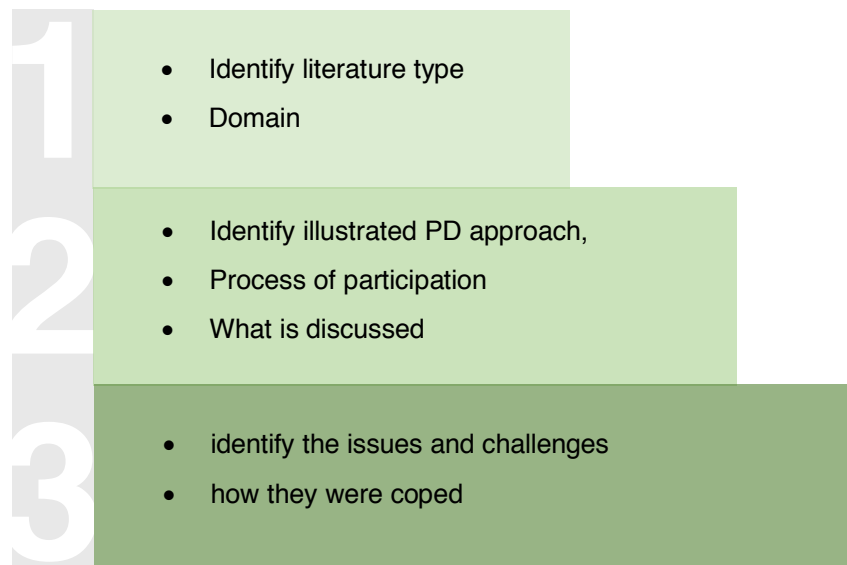 1
• Identify literature type
• Domain
2
• Identify illustrated PD approach,
• Process of participation
• What is discussed
3
• identify the issues and challenges
• how they were coped